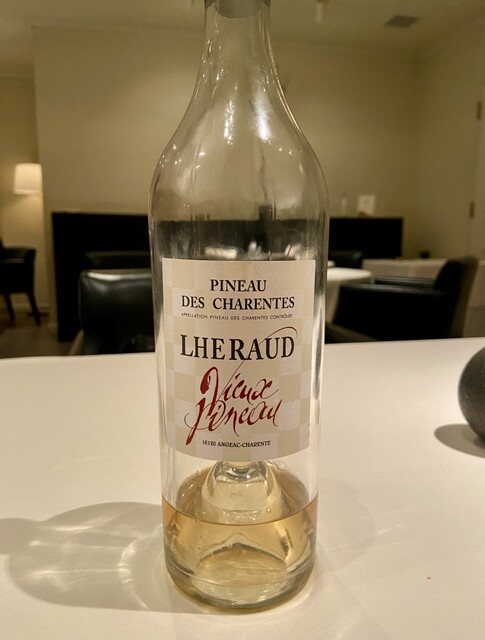 PINEAU
DES CHARENTES
APPELLATION PINEAU DES CHARENTES CONTRÔLÉE
LHERAUD
Vieux
Pineau
16120 ANGEAC-CHARENTE